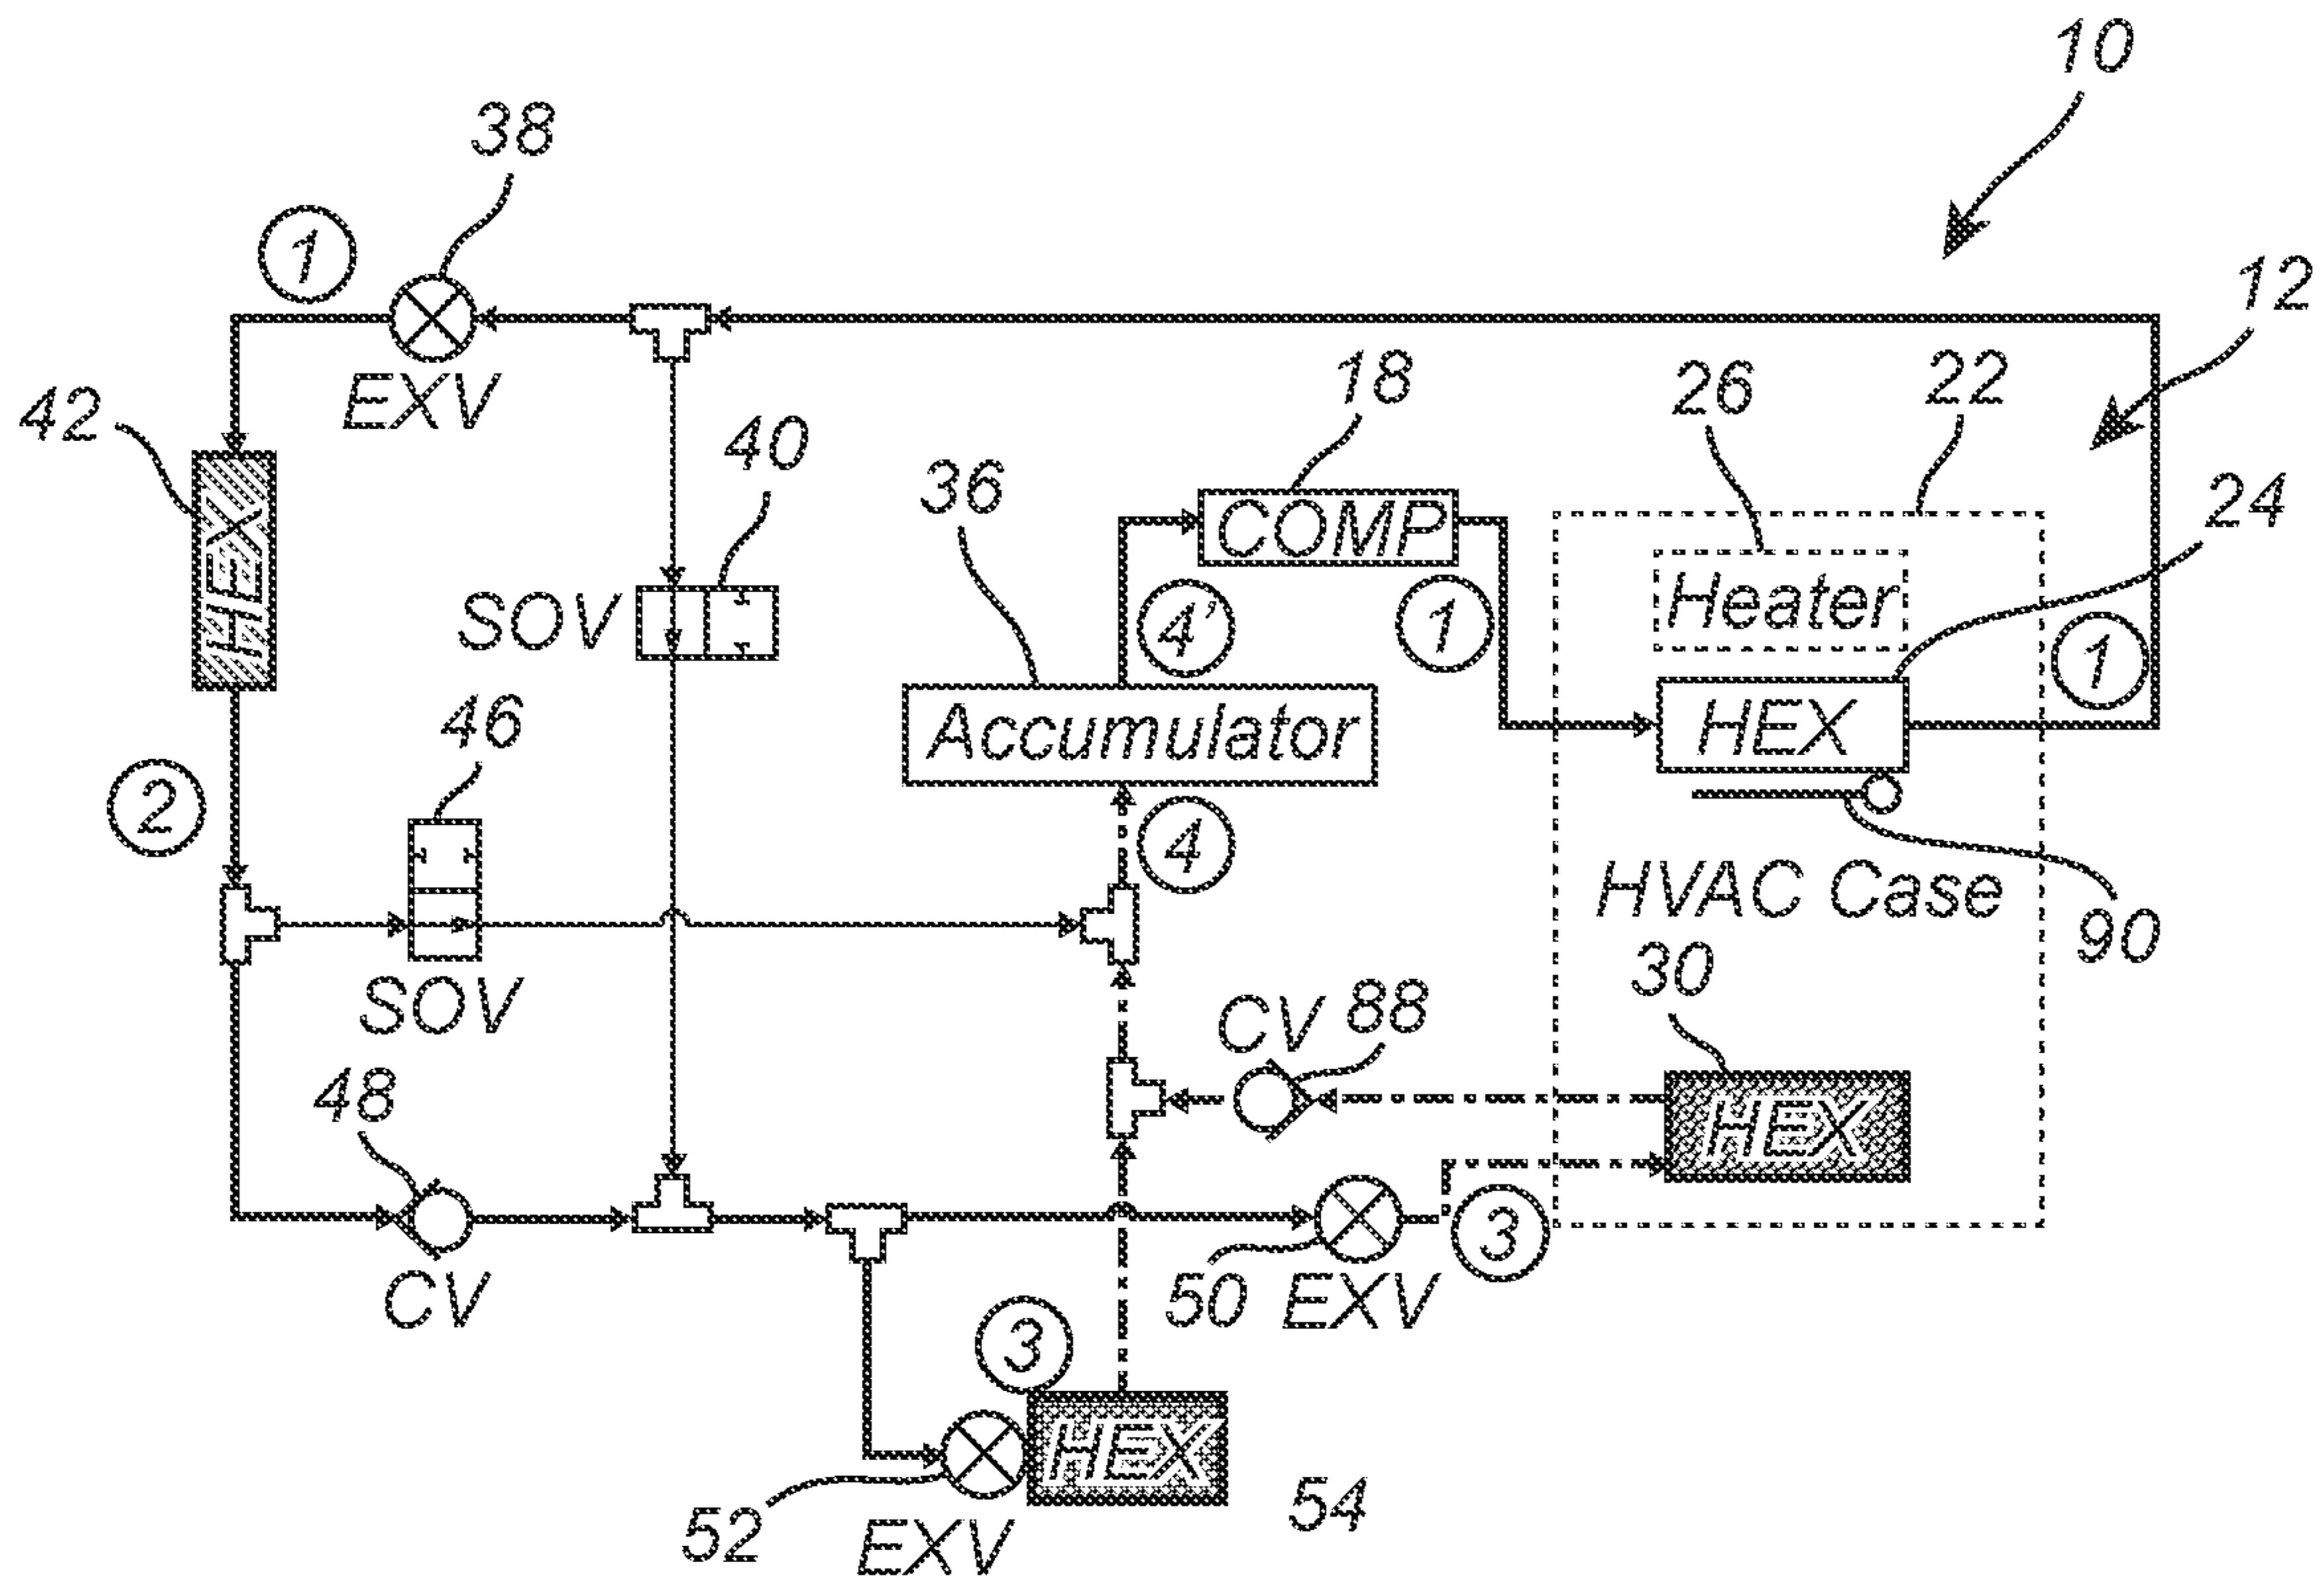 10
38
1
12
EXV
18
26
22
42
40
36
24
COMP
HEX
SOV
4'
1
Heater
1
46
Accumulator
HEX
2
4
HVAC Case
90
SOV
30
CV 88
48
HEX
3
CV
50 EXV
3
HEX
54
52
EXV